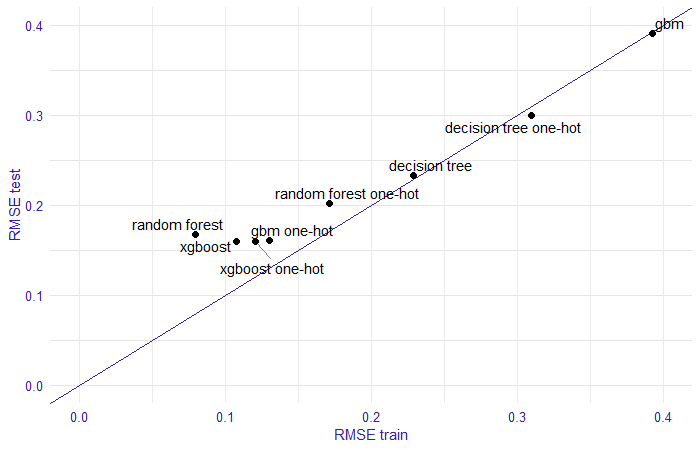 0.4
gbm
0.3
decision tree one-hot
decision tree
RMSE test
0.2
random forest one-hot
random forest
gbm one-hot
xgboost
xgboost one-hot
0.1
0.0
0.0
0.1
0.2
0.3
0.4
RMSE train